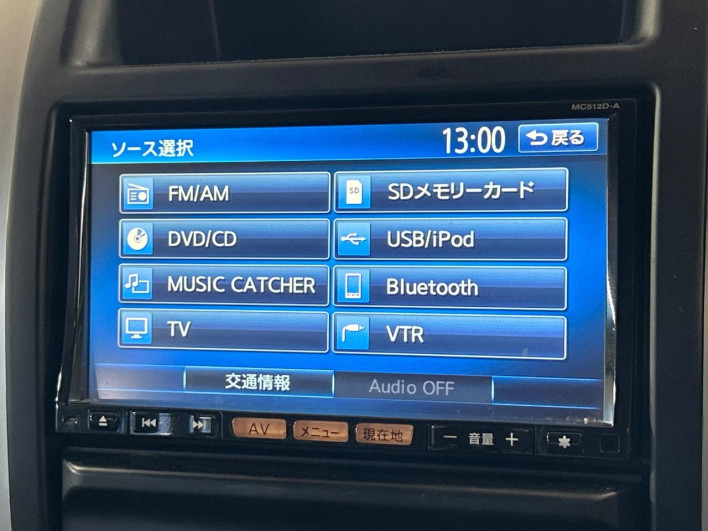 MC512D-A
ソース選択 13:00 戻る
FM/AM SD SDメモリーカード
DVD/CD USB/iPod
MUSIC CATCHER Bluetooth
TV VTR
交通情報 Audio OFF
AV メニュー 現在地 － 音量 ＋ ✱